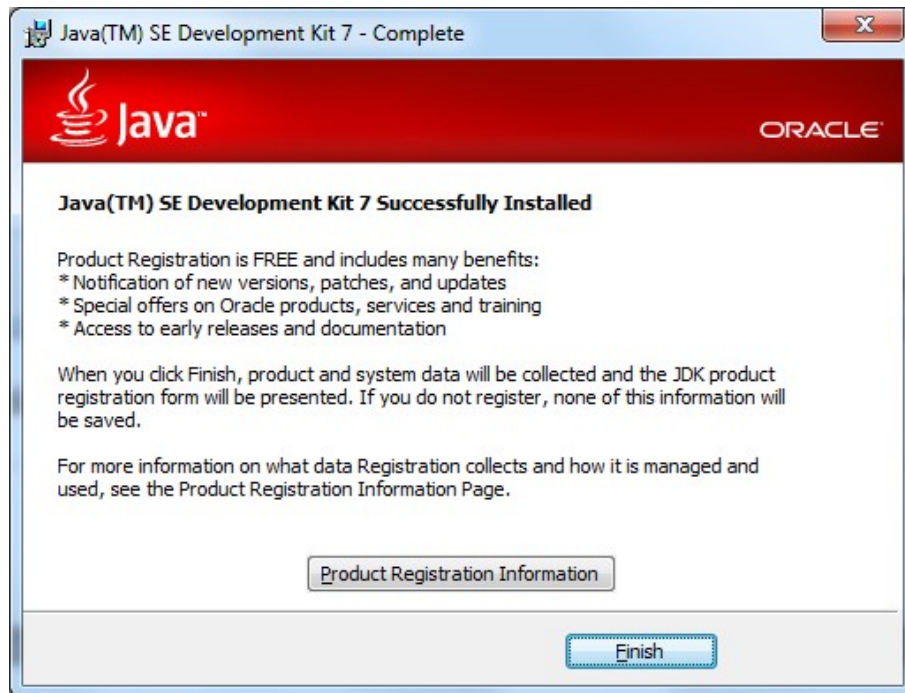 Java(TM) SE Development Kit 7 - Complete
Java™
ORACLE
Java(TM) SE Development Kit 7 Successfully Installed
Product Registration is FREE and includes many benefits:
* Notification of new versions, patches, and updates
* Special offers on Oracle products, services and training
* Access to early releases and documentation
When you click Finish, product and system data will be collected and the JDK product
registration form will be presented. If you do not register, none of this information will
be saved.
For more information on what data Registration collects and how it is managed and
used, see the Product Registration Information Page.
Product Registration Information
Finish